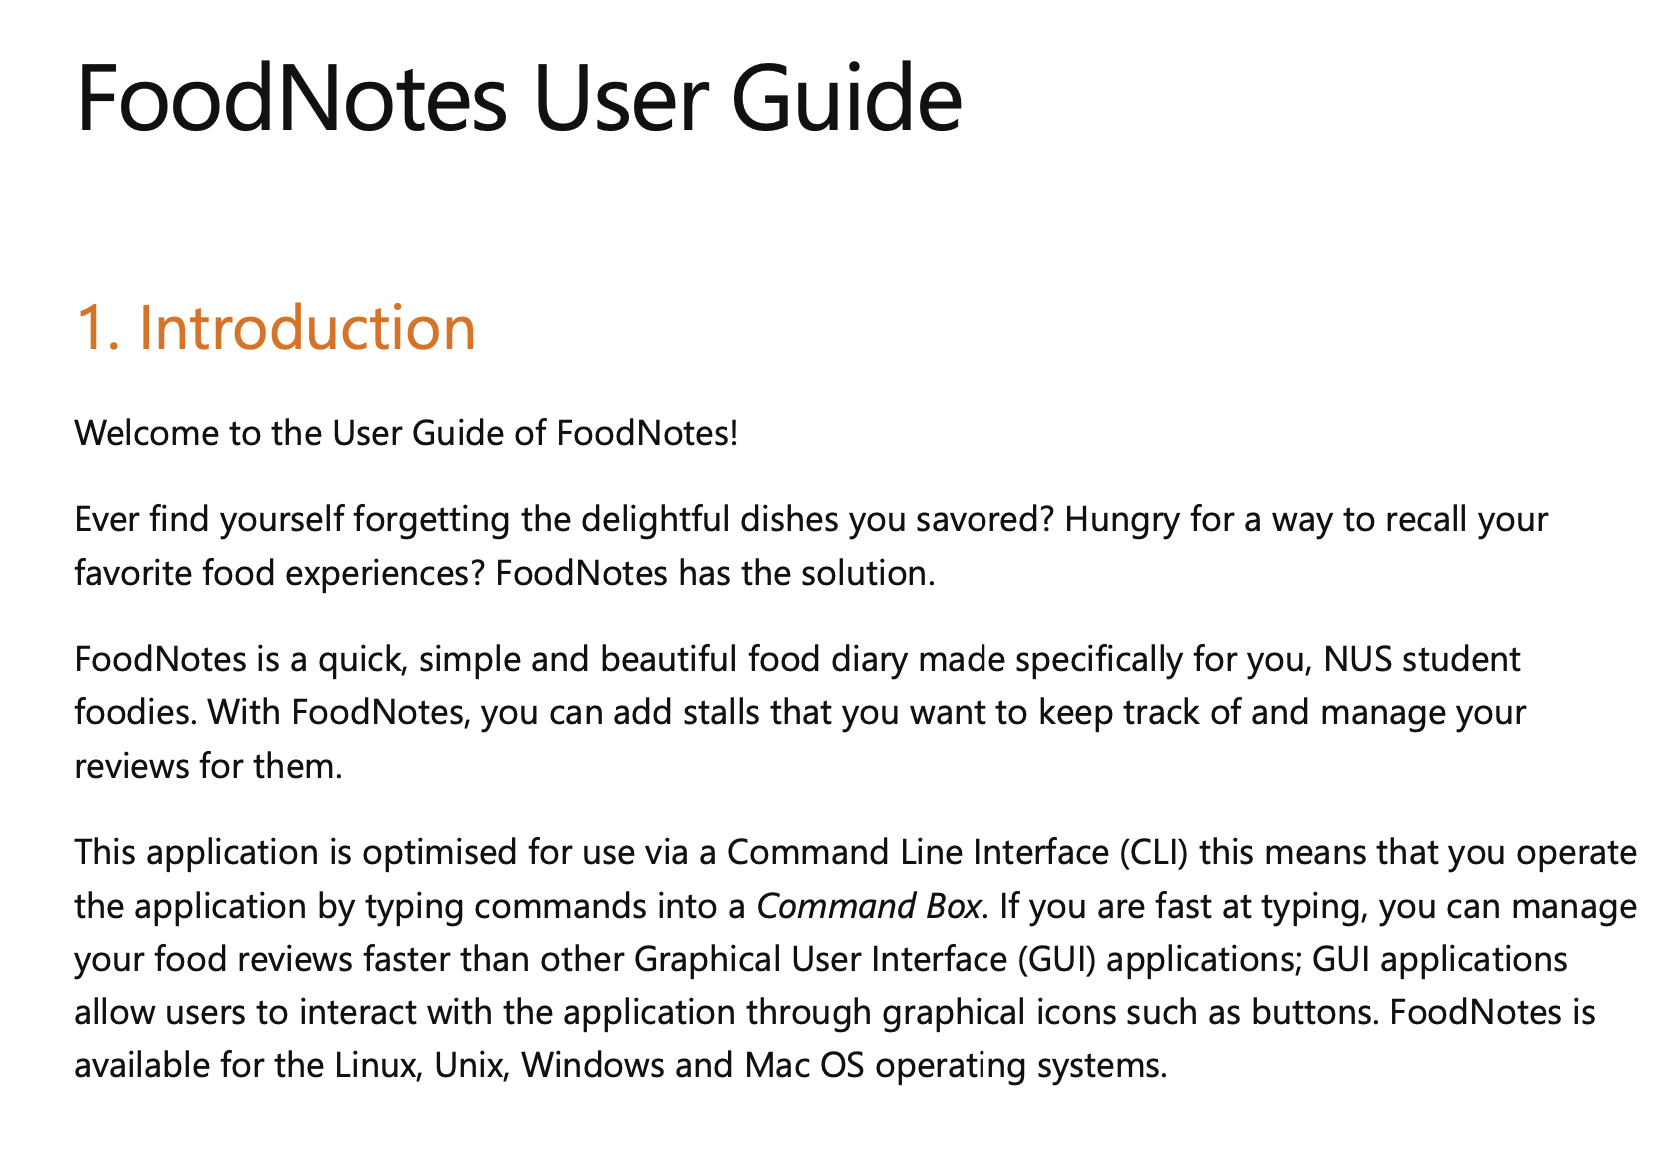 FoodNotes User Guide
1. Introduction
Welcome to the User Guide of FoodNotes!
Ever find yourself forgetting the delightful dishes you savored? Hungry for a way to recall your
favorite food experiences? FoodNotes has the solution.
FoodNotes is a quick, simple and beautiful food diary made specifically for you, NUS student
foodies. With FoodNotes, you can add stalls that you want to keep track of and manage your
reviews for them.
This application is optimised for use via a Command Line Interface (CLI) this means that you operate
the application by typing commands into a Command Box. If you are fast at typing, you can manage
your food reviews faster than other Graphical User Interface (GUI) applications; GUI applications
allow users to interact with the application through graphical icons such as buttons. FoodNotes is
available for the Linux, Unix, Windows and Mac OS operating systems.